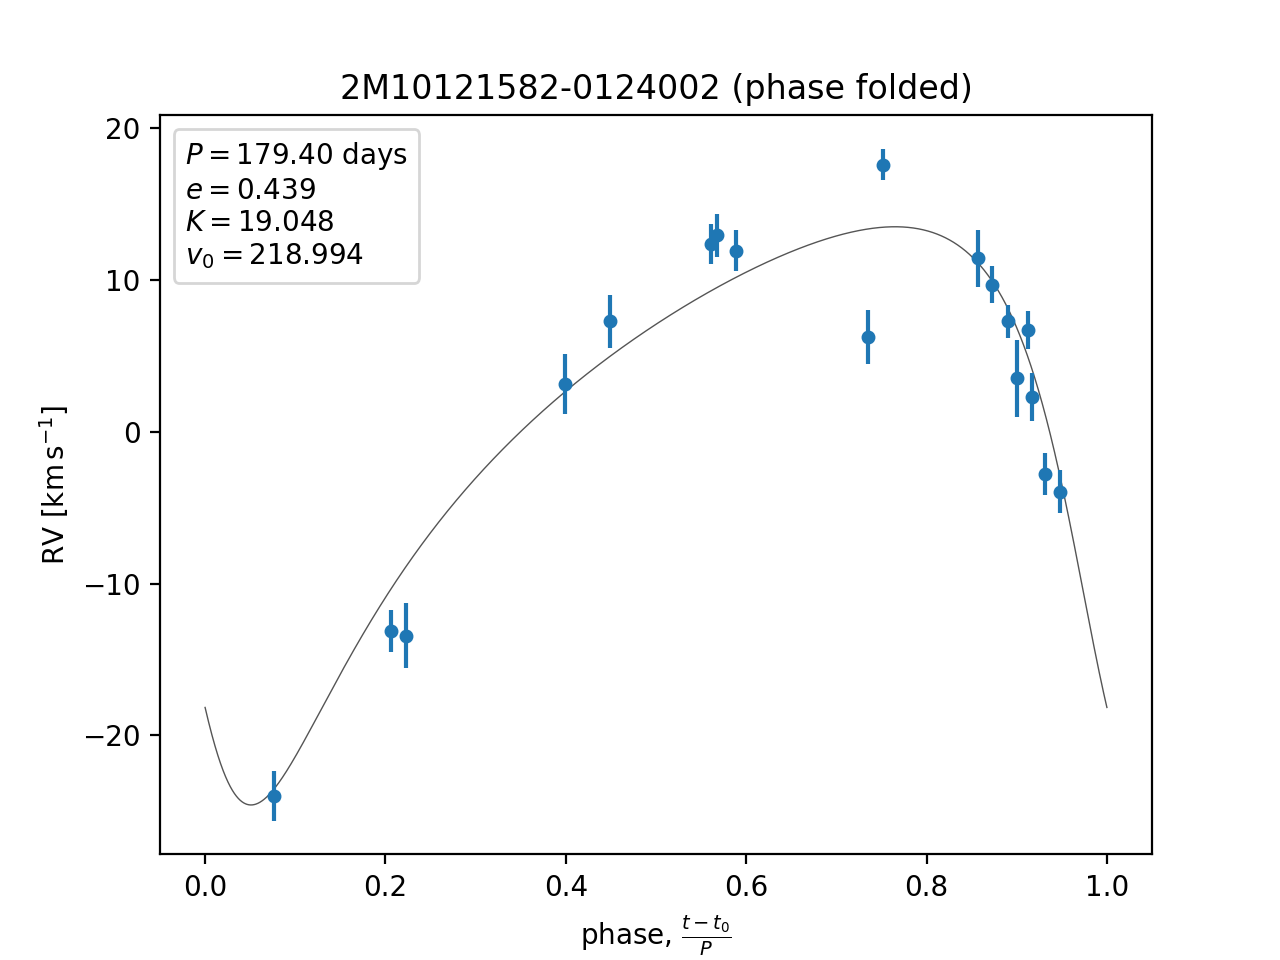 2M10121582-0124002 (phase folded)
P = 179.40 days
e = 0.439
K = 19.048
v₀ = 218.994
20
10
0
−10
−20
RV [km s⁻¹]
0.0 0.2 0.4 0.6 0.8 1.0
phase, (t − t₀)/P